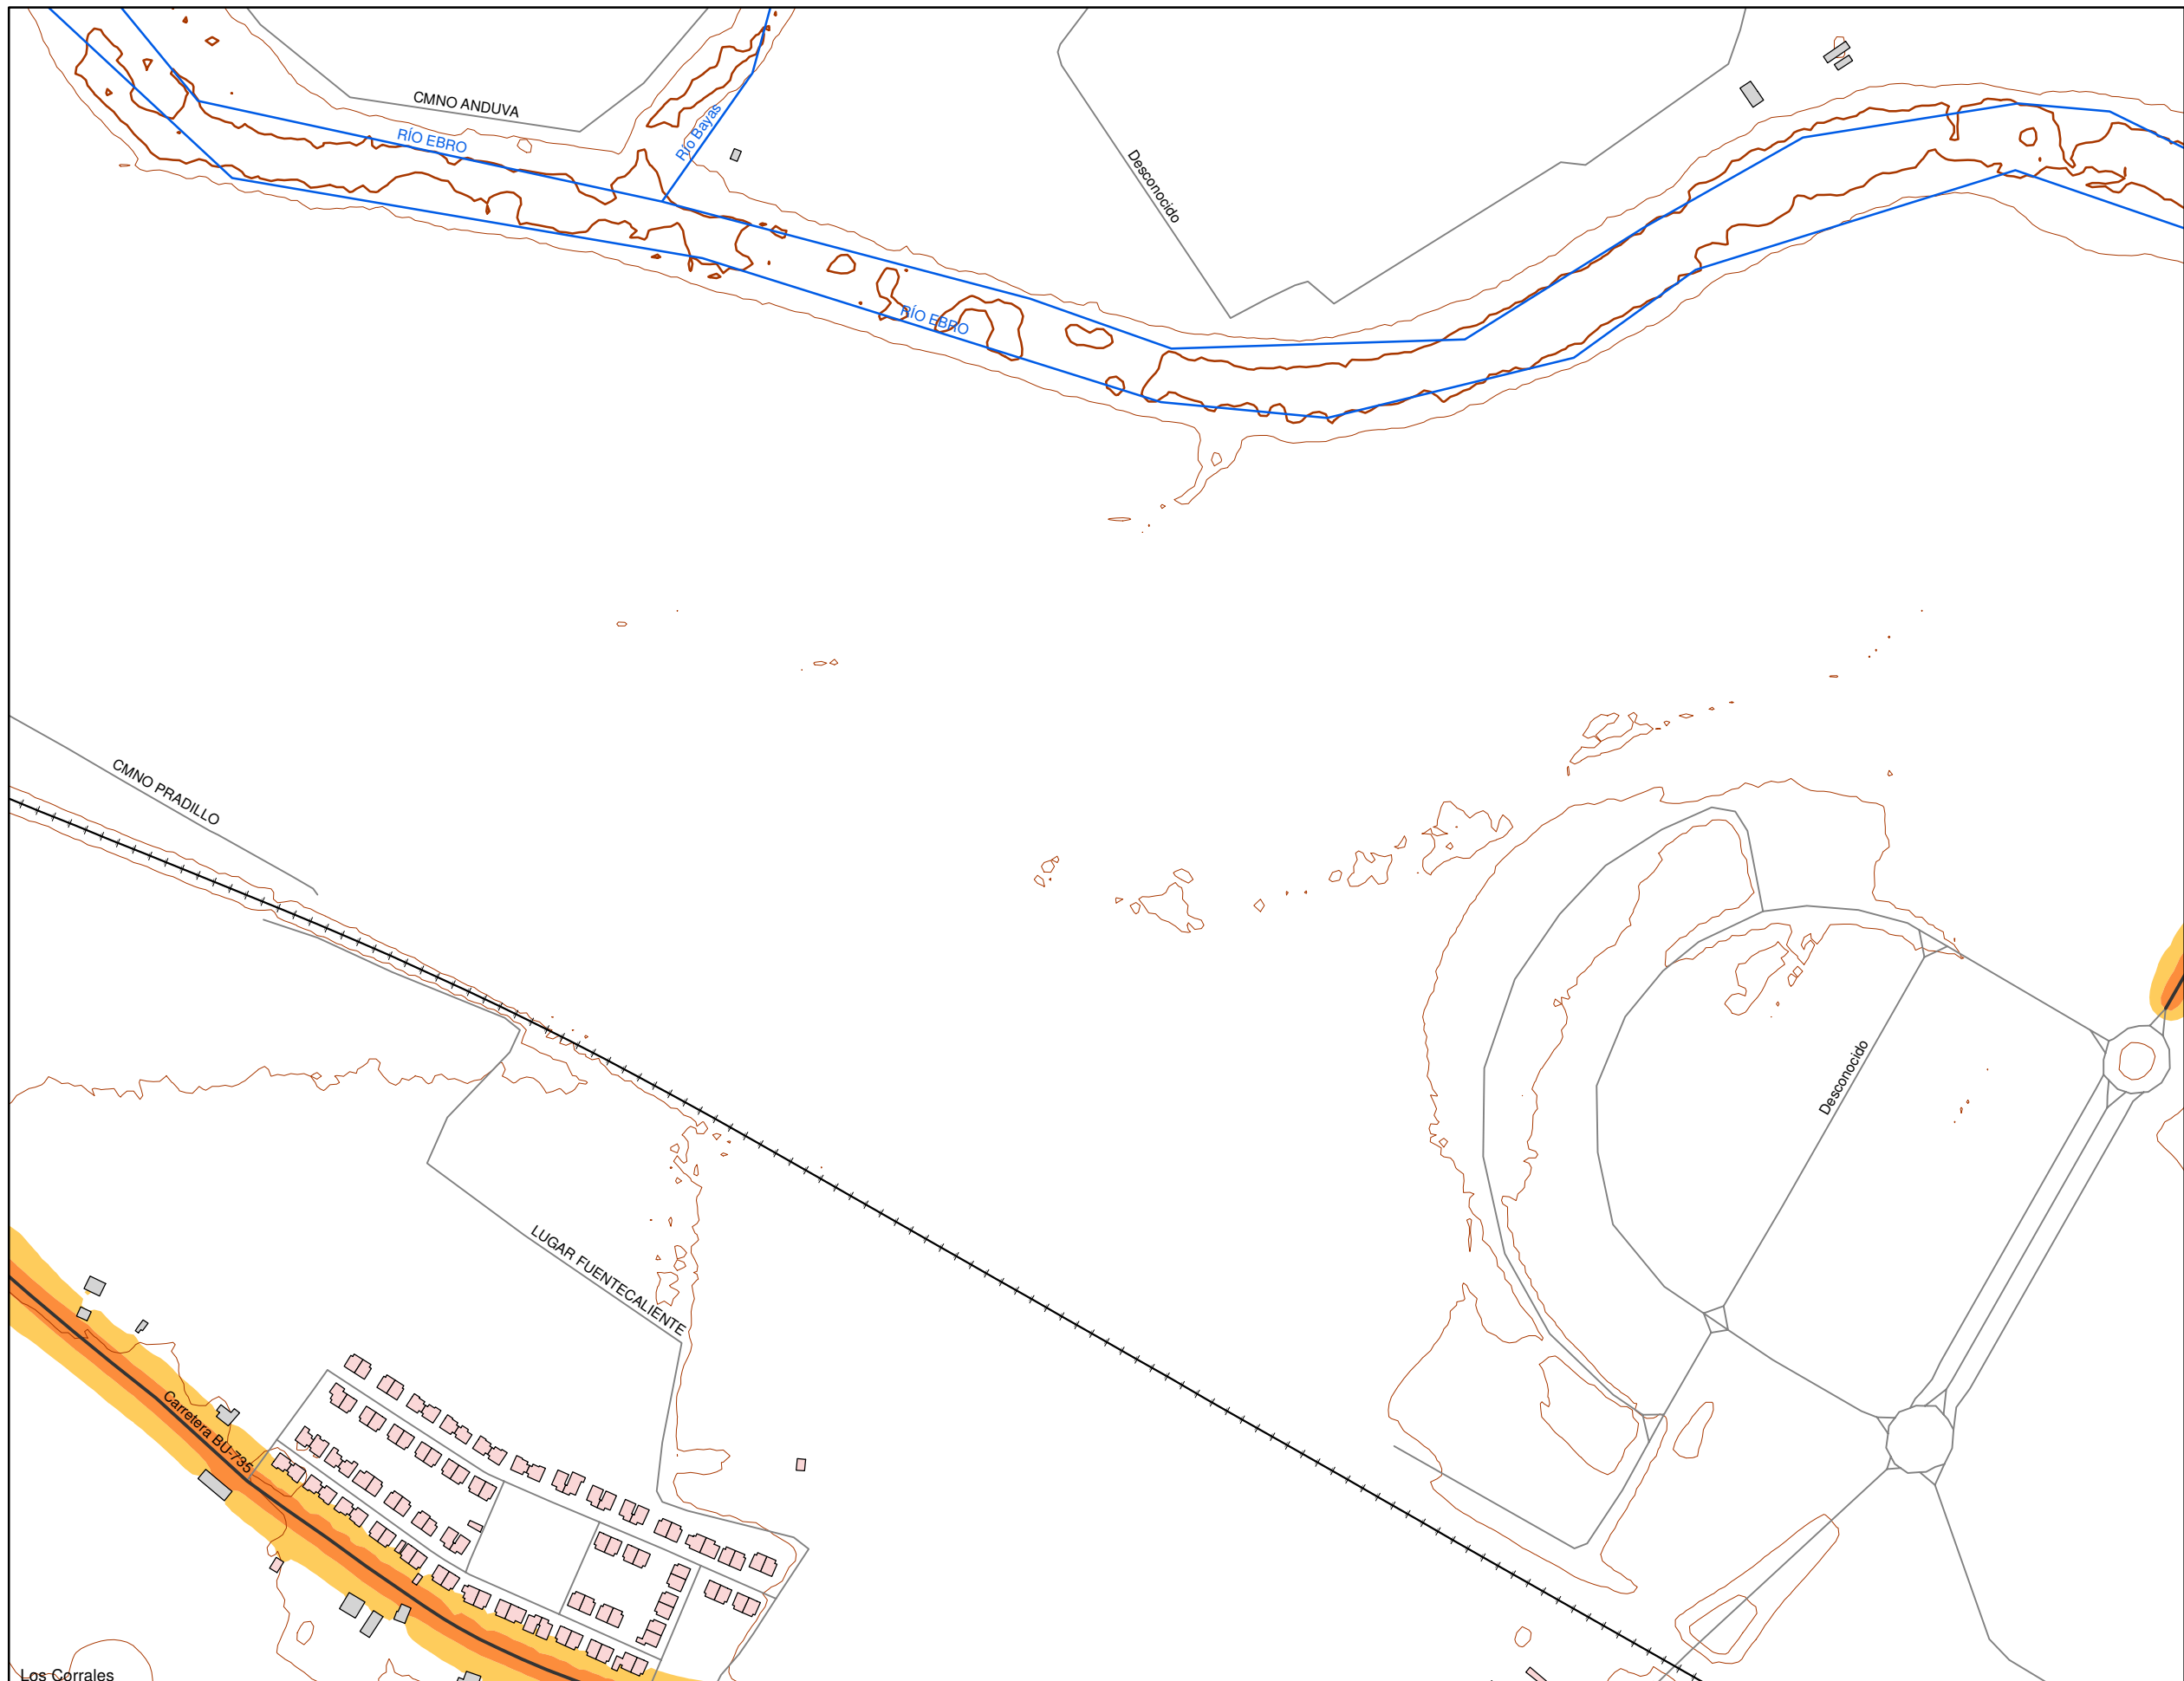 CMNO ANDUVA
RÍO EBRO
Río Bayas
Desconocido
RÍO EBRO
CMNO PRADILLO
Desconocido
LUGAR FUENTECALIENTE
Carretera BU-735
Los Corrales